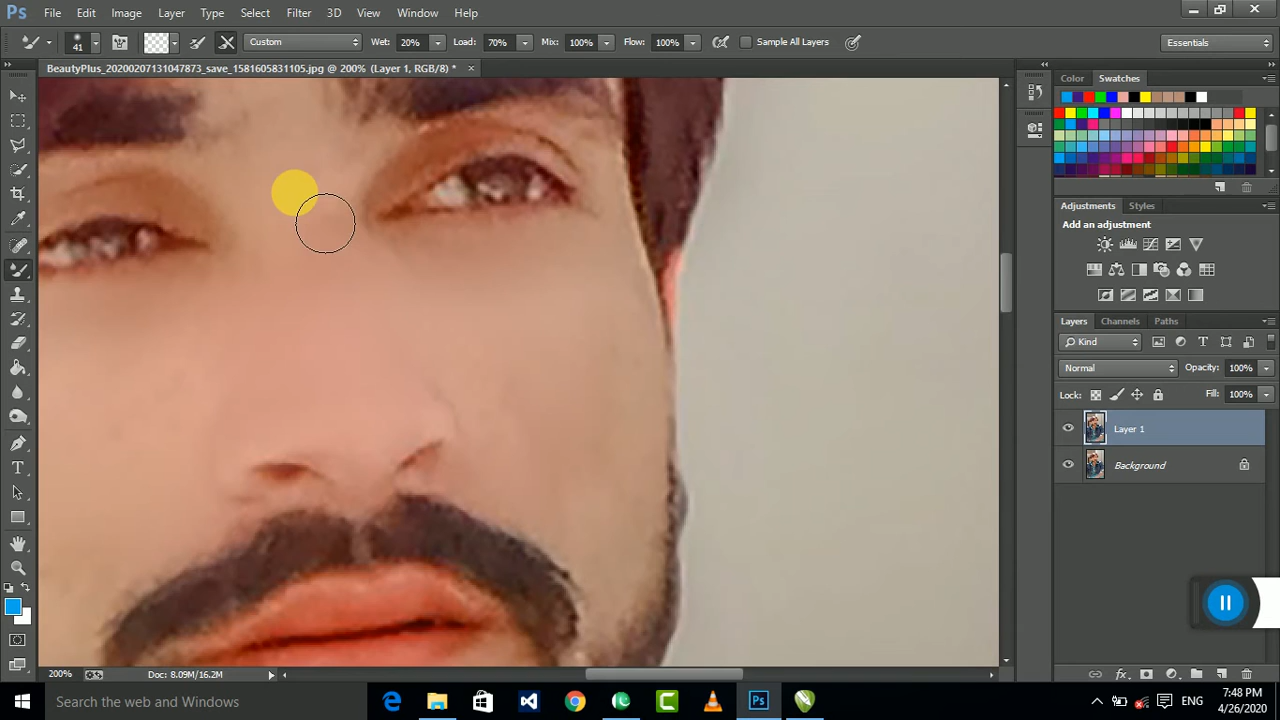 Ps File Edit Image Layer Type Select Filter 3D View Window Help
41 Custom Wet: 20% Load: 70% Mix: 100% Flow: 100% Sample All Layers Essentials
BeautyPlus_20200207131047873_save_1581605831105.jpg @ 200% (Layer 1, RGB/8) * ×
Color Swatches
Adjustments Styles
Add an adjustment
Layers Channels Paths
Kind
Normal Opacity: 100%
Lock: Fill: 100%
Layer 1
Background
200% Doc: 8.09M/16.2M
Search the web and Windows
Ps
ENG
7:48 PM
4/26/2020